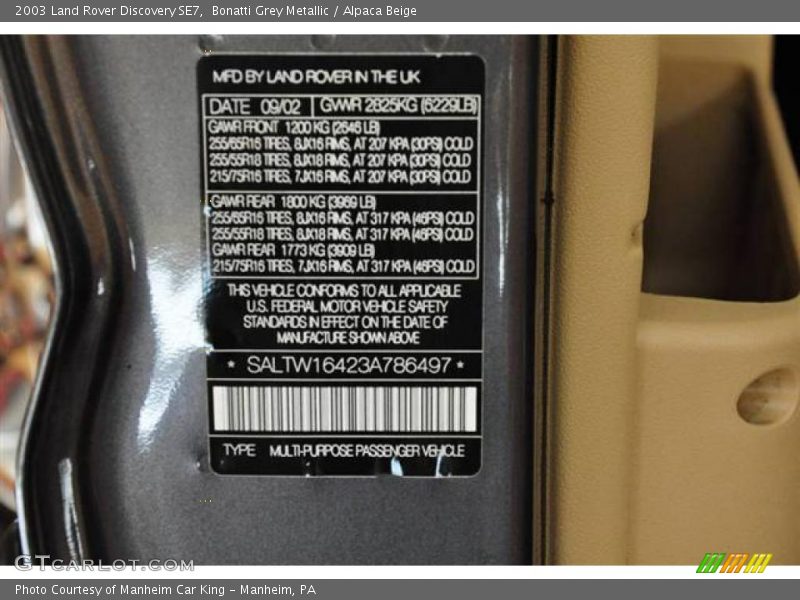 2003 Land Rover Discovery SE7,  Bonatti Grey Metallic / Alpaca Beige
MFD BY LAND ROVER IN THE UK
DATE 09/02 GVWR 2825KG (6229LB)
GAWR FRONT 1200 KG (2646 LB)
255/65R16 TIRES, 8JX16 RIMS, AT 207 KPA (30PSI) COLD
255/55R18 TIRES, 8JX18 RIMS, AT 207 KPA (30PSI) COLD
215/75R16 TIRES, 7JX16 RIMS, AT 207 KPA (30PSI) COLD
GAWR REAR 1800 KG (3969 LB)
255/65R16 TIRES, 8JX16 RIMS, AT 317 KPA (46PSI) COLD
255/55R18 TIRES, 8JX18 RIMS, AT 317 KPA (46PSI) COLD
GAWR REAR 1773 KG (3909 LB)
215/75R16 TIRES, 7JX16 RIMS, AT 317 KPA (46PSI) COLD
THIS VEHICLE CONFORMS TO ALL APPLICABLE
U.S. FEDERAL MOTOR VEHICLE SAFETY
STANDARDS IN EFFECT ON THE DATE OF
MANUFACTURE SHOWN ABOVE
* SALTW16423A786497 *
TYPE MULTI-PURPOSE PASSENGER VEHICLE
GTCARLOT.COM
Photo Courtesy of Manheim Car King - Manheim, PA